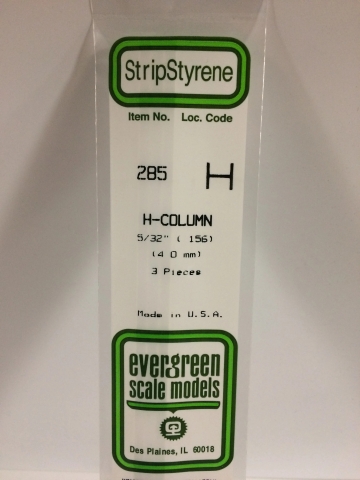 StripStyrene
Item No. Loc. Code
285 H
H-COLUMN
5/32" ( 156)
(4 0 mm)
3 Pieces
Made in U.S.A.
evergreen
scale models
Des Plaines, IL 60018